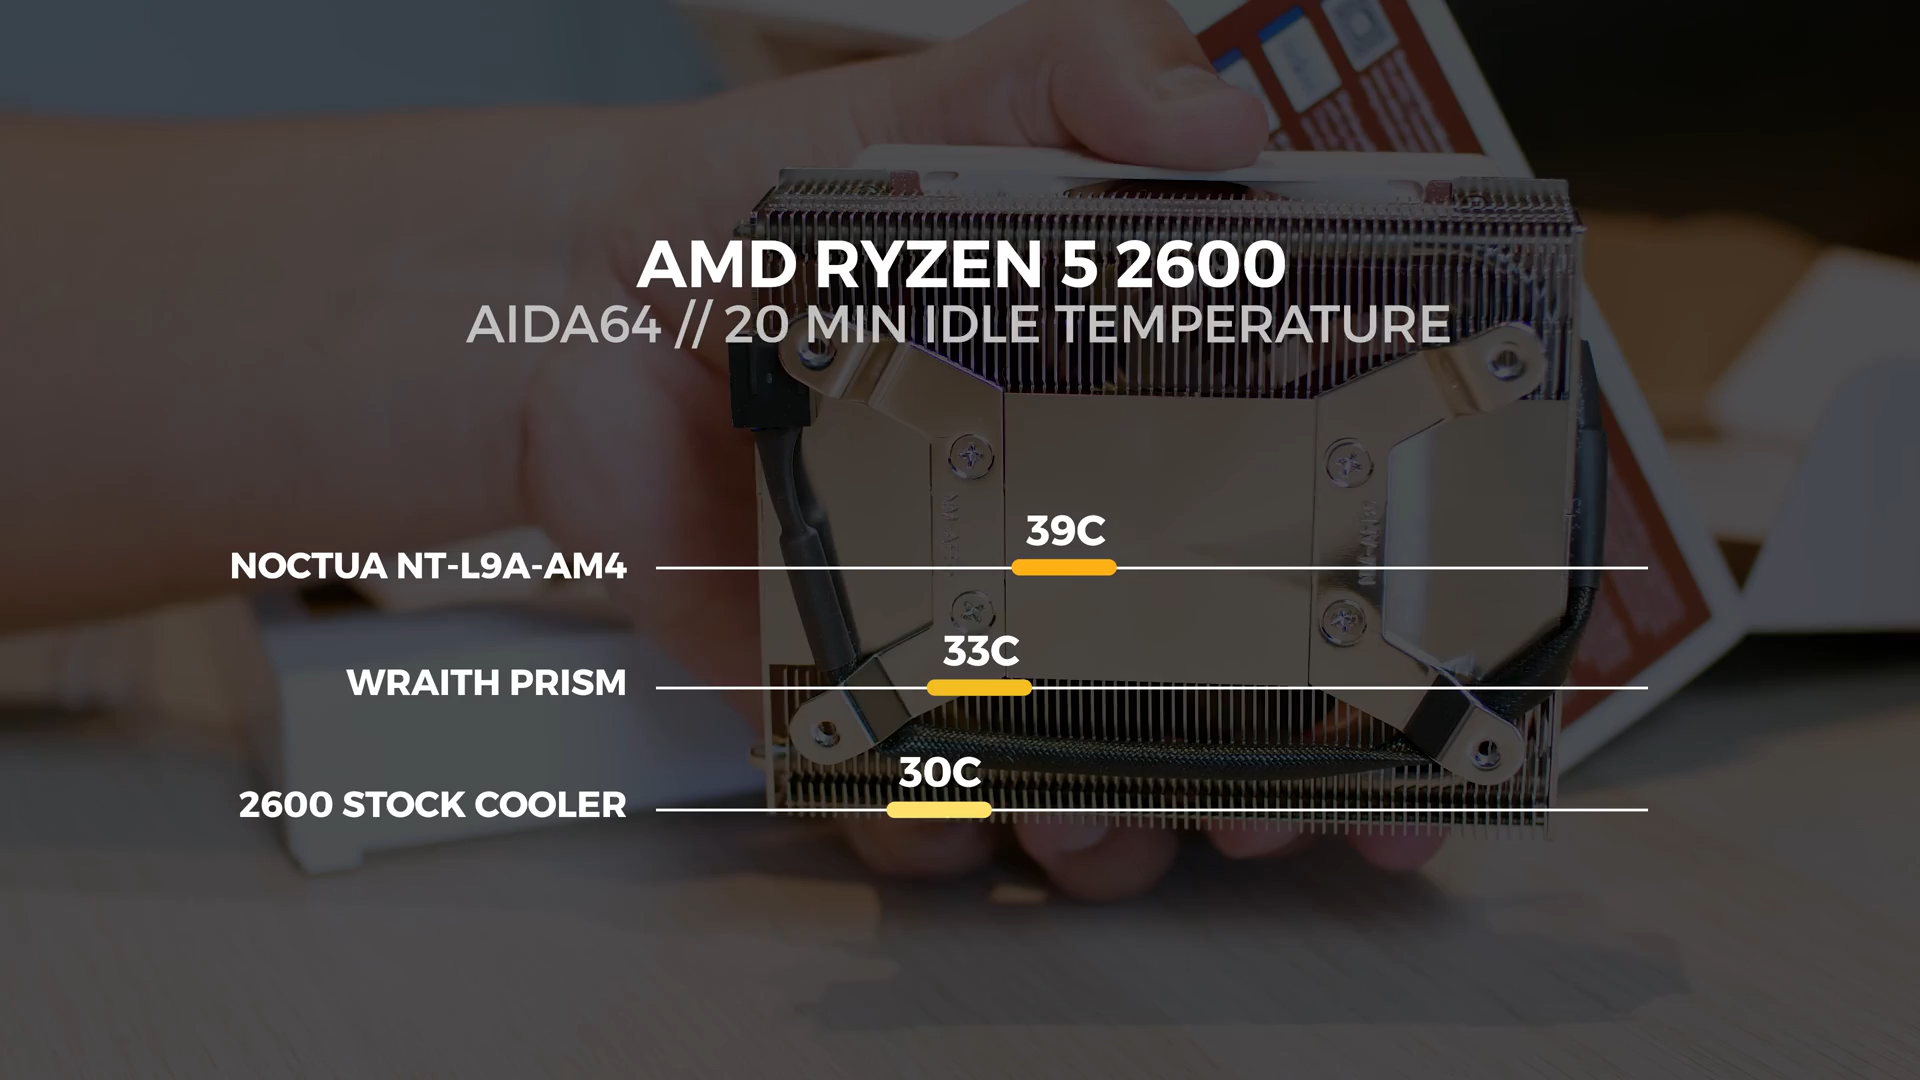 AMD RYZEN 5 2600
AIDA64 // 20 MIN IDLE TEMPERATURE
39C
NOCTUA NT-L9A-AM4
33C
WRAITH PRISM
30C
2600 STOCK COOLER